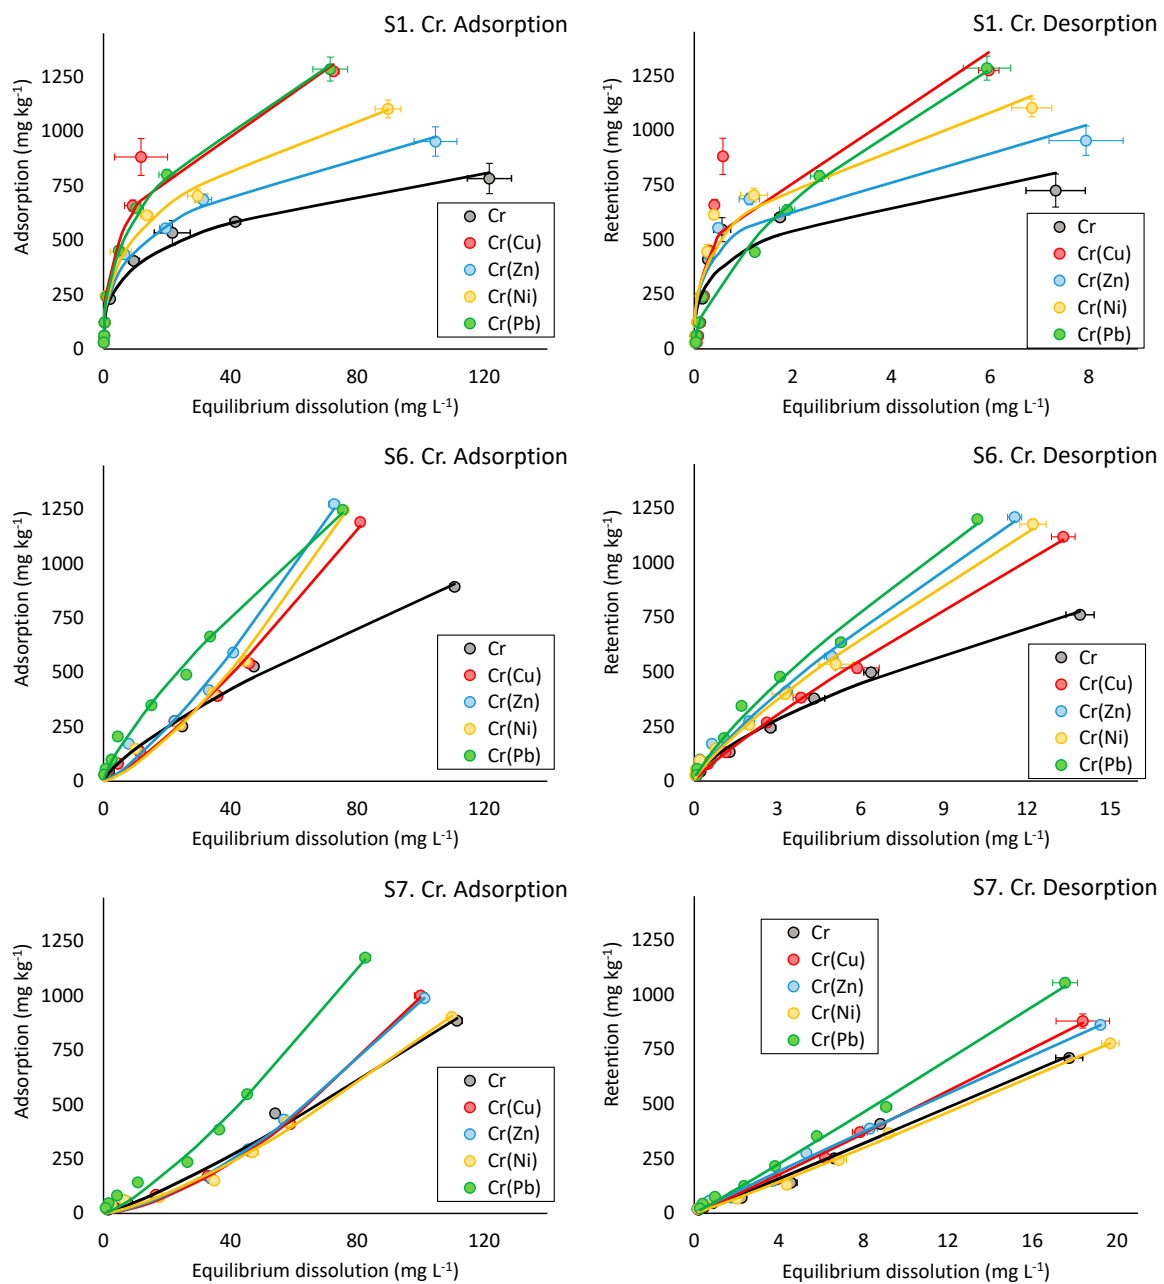 S1. Cr. Adsorption
Adsorption (mg kg-1)
1250
1000
750
500
250
0
0 40 80 120
Equilibrium dissolution (mg L-1)
Cr
Cr(Cu)
Cr(Zn)
Cr(Ni)
Cr(Pb)
S1. Cr. Desorption
Retention (mg kg-1)
1250
1000
750
500
250
0
0 2 4 6 8
Equilibrium dissolution (mg L-1)
Cr
Cr(Cu)
Cr(Zn)
Cr(Ni)
Cr(Pb)
S6. Cr. Adsorption
Adsorption (mg kg-1)
1250
1000
750
500
250
0
0 40 80 120
Equilibrium dissolution (mg L-1)
Cr
Cr(Cu)
Cr(Zn)
Cr(Ni)
Cr(Pb)
S6. Cr. Desorption
Retention (mg kg-1)
1250
1000
750
500
250
0
0 3 6 9 12 15
Equilibrium dissolution (mg L-1)
Cr
Cr(Cu)
Cr(Zn)
Cr(Ni)
Cr(Pb)
S7. Cr. Adsorption
Adsorption (mg kg-1)
1250
1000
750
500
250
0
0 40 80 120
Equilibrium dissolution (mg L-1)
Cr
Cr(Cu)
Cr(Zn)
Cr(Ni)
Cr(Pb)
S7. Cr. Desorption
Retention (mg kg-1)
1250
1000
750
500
250
0
0 4 8 12 16 20
Equilibrium dissolution (mg L-1)
Cr
Cr(Cu)
Cr(Zn)
Cr(Ni)
Cr(Pb)